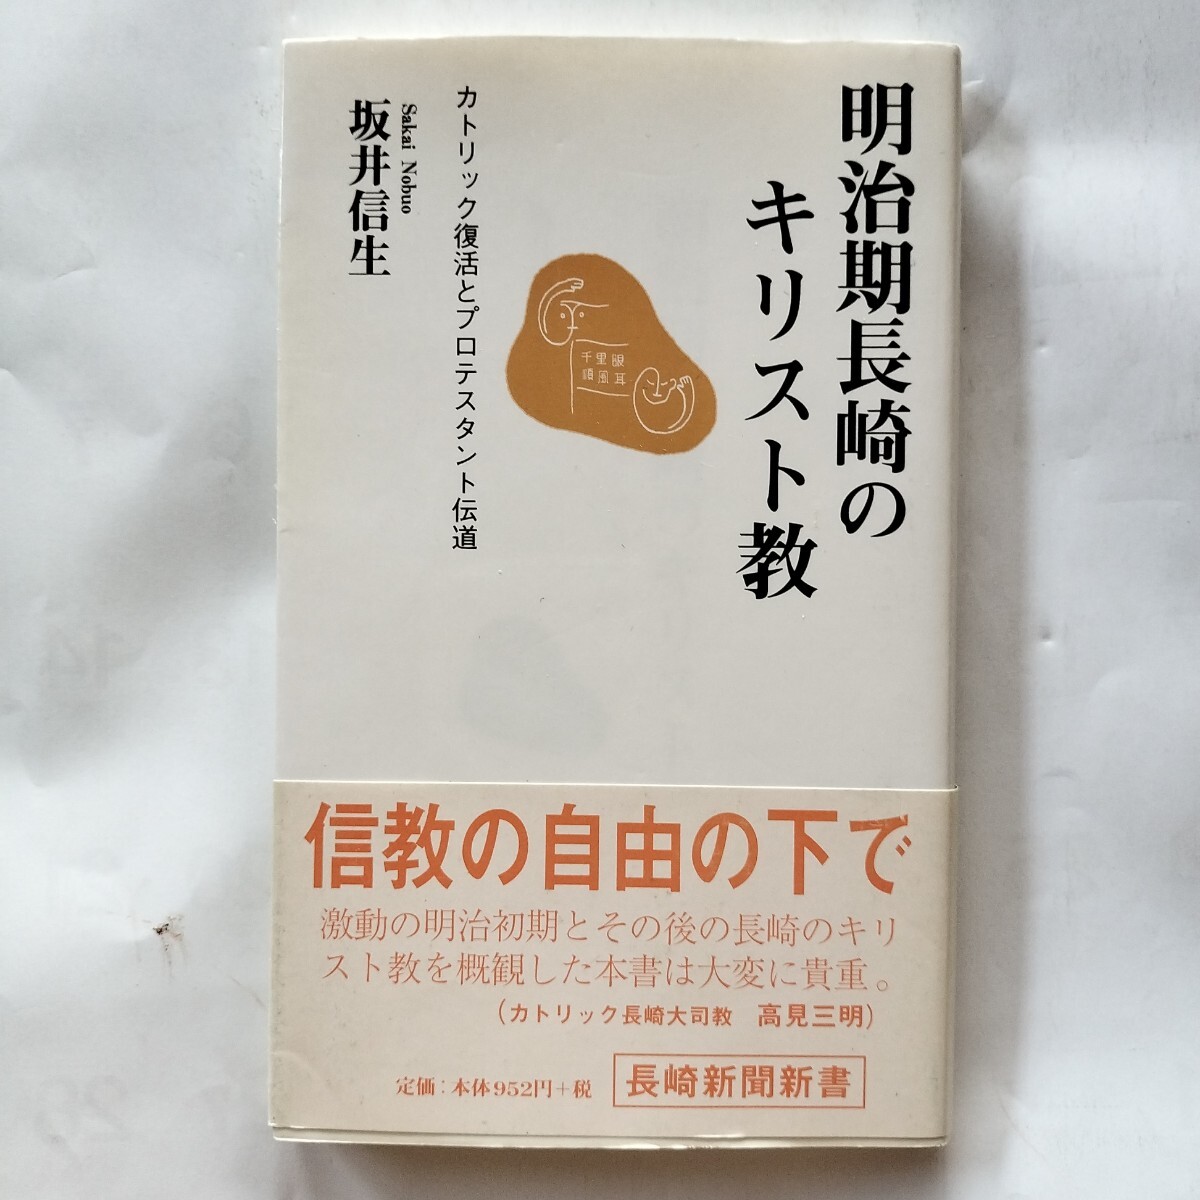 明治期長崎の
キリスト教
千里眼
順風耳
カトリック復活とプロテスタント伝道
Sakai Nobuo
坂井信生
信教の自由の下で
激動の明治初期とその後の長崎のキリ
スト教を概観した本書は大変に貴重。
(カトリック長崎大司教　高見三明)
定価：本体952円＋税
長崎新聞新書